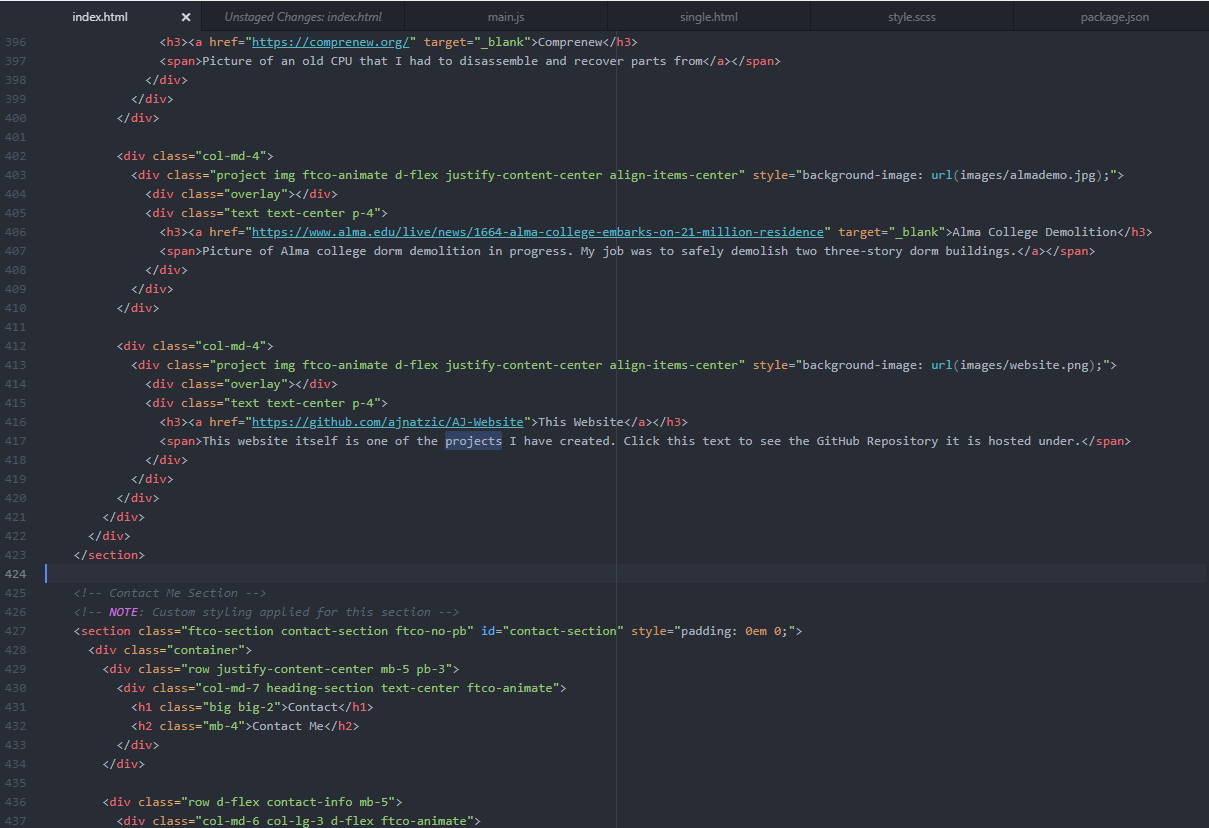 index.html × Unstaged Changes: index.html main.js single.html style.scss package.json
396 <h3><a href="https://comprenew.org/" target="_blank">Comprenew</h3>
397 <span>Picture of an old CPU that I had to disassemble and recover parts from</a></span>
398 </div>
399 </div>
400 </div>
401
402 <div class="col-md-4">
403 <div class="project img ftco-animate d-flex justify-content-center align-items-center" style="background-image: url(images/almademo.jpg);">
404 <div class="overlay"></div>
405 <div class="text text-center p-4">
406 <h3><a href="https://www.alma.edu/live/news/1664-alma-college-embarks-on-21-million-residence" target="_blank">Alma College Demolition</h3>
407 <span>Picture of Alma college dorm demolition in progress. My job was to safely demolish two three-story dorm buildings.</a></span>
408 </div>
409 </div>
410 </div>
411
412 <div class="col-md-4">
413 <div class="project img ftco-animate d-flex justify-content-center align-items-center" style="background-image: url(images/website.png);">
414 <div class="overlay"></div>
415 <div class="text text-center p-4">
416 <h3><a href="https://github.com/ajnatzic/AJ-Website">This Website</a></h3>
417 <span>This website itself is one of the projects I have created. Click this text to see the GitHub Repository it is hosted under.</span>
418 </div>
419 </div>
420 </div>
421 </div>
422 </div>
423 </section>
424
425 <!-- Contact Me Section -->
426 <!-- NOTE: Custom styling applied for this section -->
427 <section class="ftco-section contact-section ftco-no-pb" id="contact-section" style="padding: 0em 0;">
428 <div class="container">
429 <div class="row justify-content-center mb-5 pb-3">
430 <div class="col-md-7 heading-section text-center ftco-animate">
431 <h1 class="big big-2">Contact</h1>
432 <h2 class="mb-4">Contact Me</h2>
433 </div>
434 </div>
435
436 <div class="row d-flex contact-info mb-5">
437 <div class="col-md-6 col-lg-3 d-flex ftco-animate">